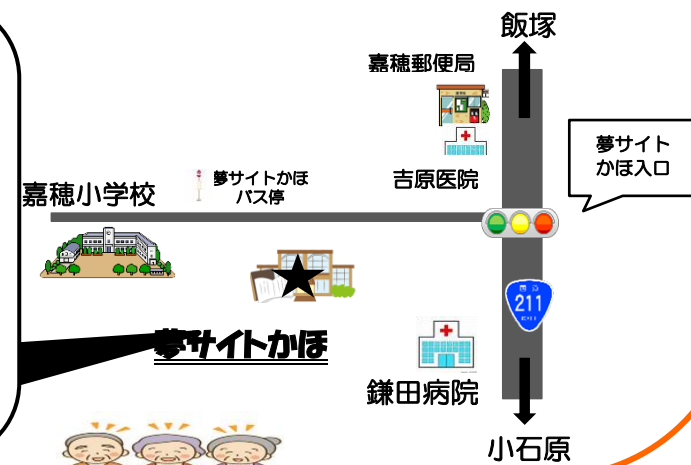 飯塚
嘉穂郵便局
夢サイト
かほ入口
吉原医院
夢サイトかほ
バス停
嘉穂小学校
211
夢サイトかほ
鎌田病院
小石原